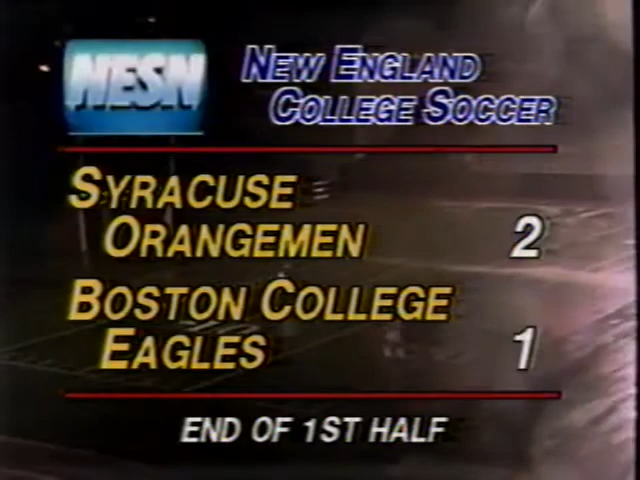 NESN
NEW ENGLAND
COLLEGE SOCCER
SYRACUSE
ORANGEMEN 2
BOSTON COLLEGE
EAGLES 1
END OF 1ST HALF